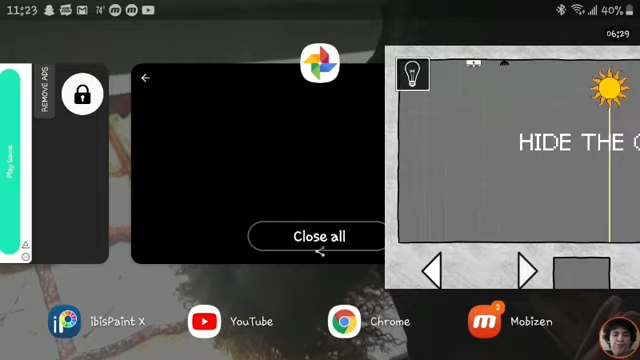 11:23
74°
40%
06:29
REMOVE ADS
Play Game
HIDE THE
Close all
ibisPaint X
YouTube
Chrome
2
Mobizen